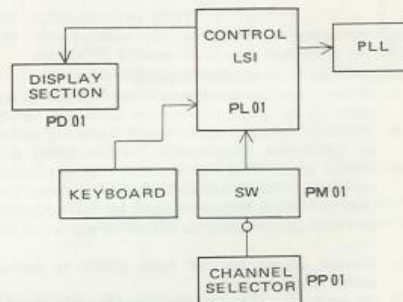 CONTROL
LSI
PL 01
PLL
DISPLAY
SECTION
PD 01
KEYBOARD
SW
PM 01
CHANNEL
SELECTOR
PP 01